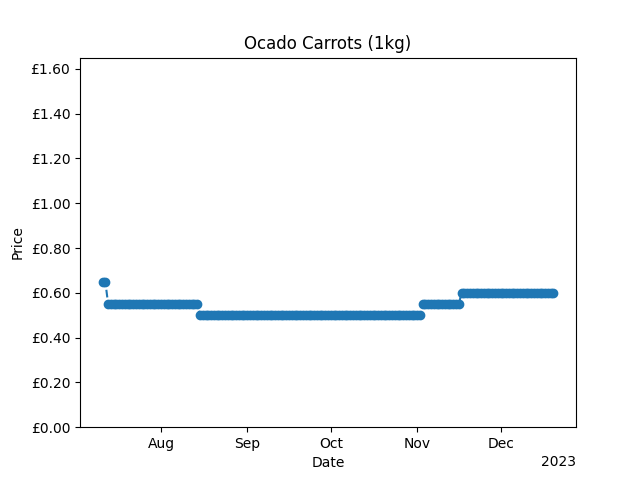 Ocado Carrots (1kg)
£1.60
£1.40
£1.20
£1.00
£0.80
£0.60
£0.40
£0.20
£0.00
Price
Aug Sep Oct Nov Dec
Date
2023